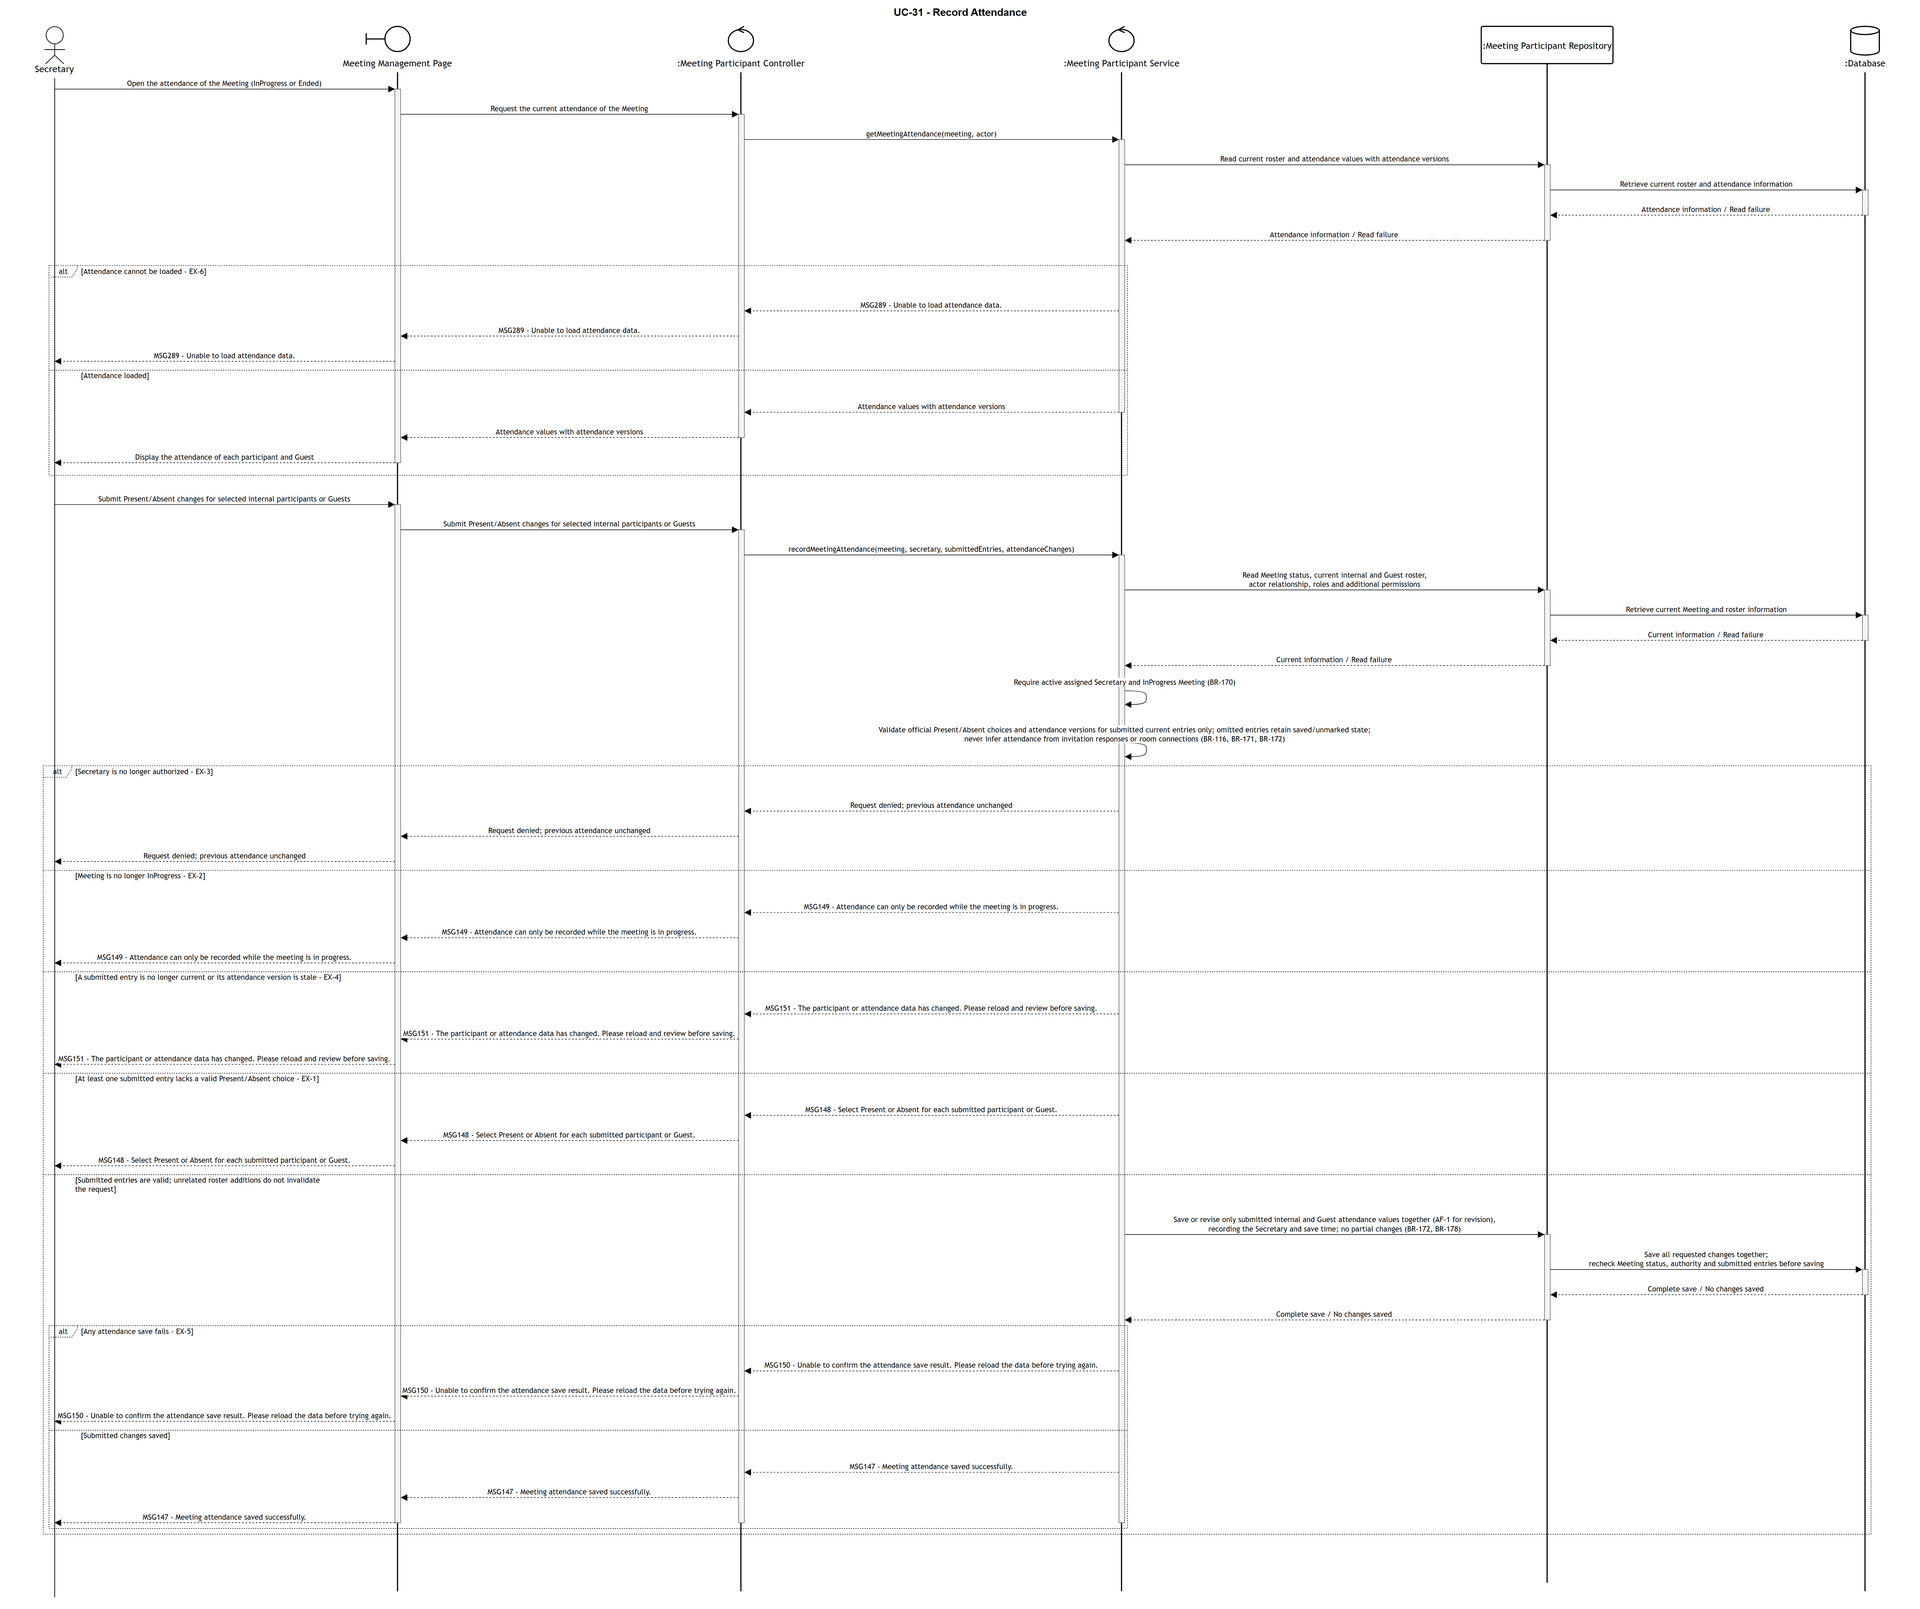 UC-31 - Record Attendance
Secretary
Meeting Management Page
:Meeting Participant Controller
:Meeting Participant Service
:Meeting Participant Repository
:Database
Open the attendance of the Meeting (InProgress or Ended)
Request the current attendance of the Meeting
getMeetingAttendance(meeting, actor)
Read current roster and attendance values with attendance versions
Retrieve current roster and attendance information
Attendance information / Read failure
Attendance information / Read failure
alt
[Attendance cannot be loaded - EX-6]
MSG289 - Unable to load attendance data.
MSG289 - Unable to load attendance data.
MSG289 - Unable to load attendance data.
[Attendance loaded]
Attendance values with attendance versions
Attendance values with attendance versions
Display the attendance of each participant and Guest
Submit Present/Absent changes for selected internal participants or Guests
Submit Present/Absent changes for selected internal participants or Guests
recordMeetingAttendance(meeting, secretary, submittedEntries, attendanceChanges)
Read Meeting status, current internal and Guest roster,
actor relationship, roles and additional permissions
Retrieve current Meeting and roster information
Current information / Read failure
Current information / Read failure
Require active assigned Secretary and InProgress Meeting (BR-170)
Validate official Present/Absent choices and attendance versions for submitted current entries only; omitted entries retain saved/unmarked state;
never infer attendance from invitation responses or room connections (BR-116, BR-171, BR-172)
alt
[Secretary is no longer authorized - EX-3]
Request denied; previous attendance unchanged
Request denied; previous attendance unchanged
Request denied; previous attendance unchanged
[Meeting is no longer InProgress - EX-2]
MSG149 - Attendance can only be recorded while the meeting is in progress.
MSG149 - Attendance can only be recorded while the meeting is in progress.
MSG149 - Attendance can only be recorded while the meeting is in progress.
[A submitted entry is no longer current or its attendance version is stale - EX-4]
MSG151 - The participant or attendance data has changed. Please reload and review before saving.
MSG151 - The participant or attendance data has changed. Please reload and review before saving.
MSG151 - The participant or attendance data has changed. Please reload and review before saving.
[At least one submitted entry lacks a valid Present/Absent choice - EX-1]
MSG148 - Select Present or Absent for each submitted participant or Guest.
MSG148 - Select Present or Absent for each submitted participant or Guest.
MSG148 - Select Present or Absent for each submitted participant or Guest.
[Submitted entries are valid; unrelated roster additions do not invalidate
the request]
Save or revise only submitted internal and Guest attendance values together (AF-1 for revision),
recording the Secretary and save time; no partial changes (BR-172, BR-178)
Save all requested changes together;
recheck Meeting status, authority and submitted entries before saving
Complete save / No changes saved
Complete save / No changes saved
alt
[Any attendance save fails - EX-5]
MSG150 - Unable to confirm the attendance save result. Please reload the data before trying again.
MSG150 - Unable to confirm the attendance save result. Please reload the data before trying again.
MSG150 - Unable to confirm the attendance save result. Please reload the data before trying again.
[Submitted changes saved]
MSG147 - Meeting attendance saved successfully.
MSG147 - Meeting attendance saved successfully.
MSG147 - Meeting attendance saved successfully.